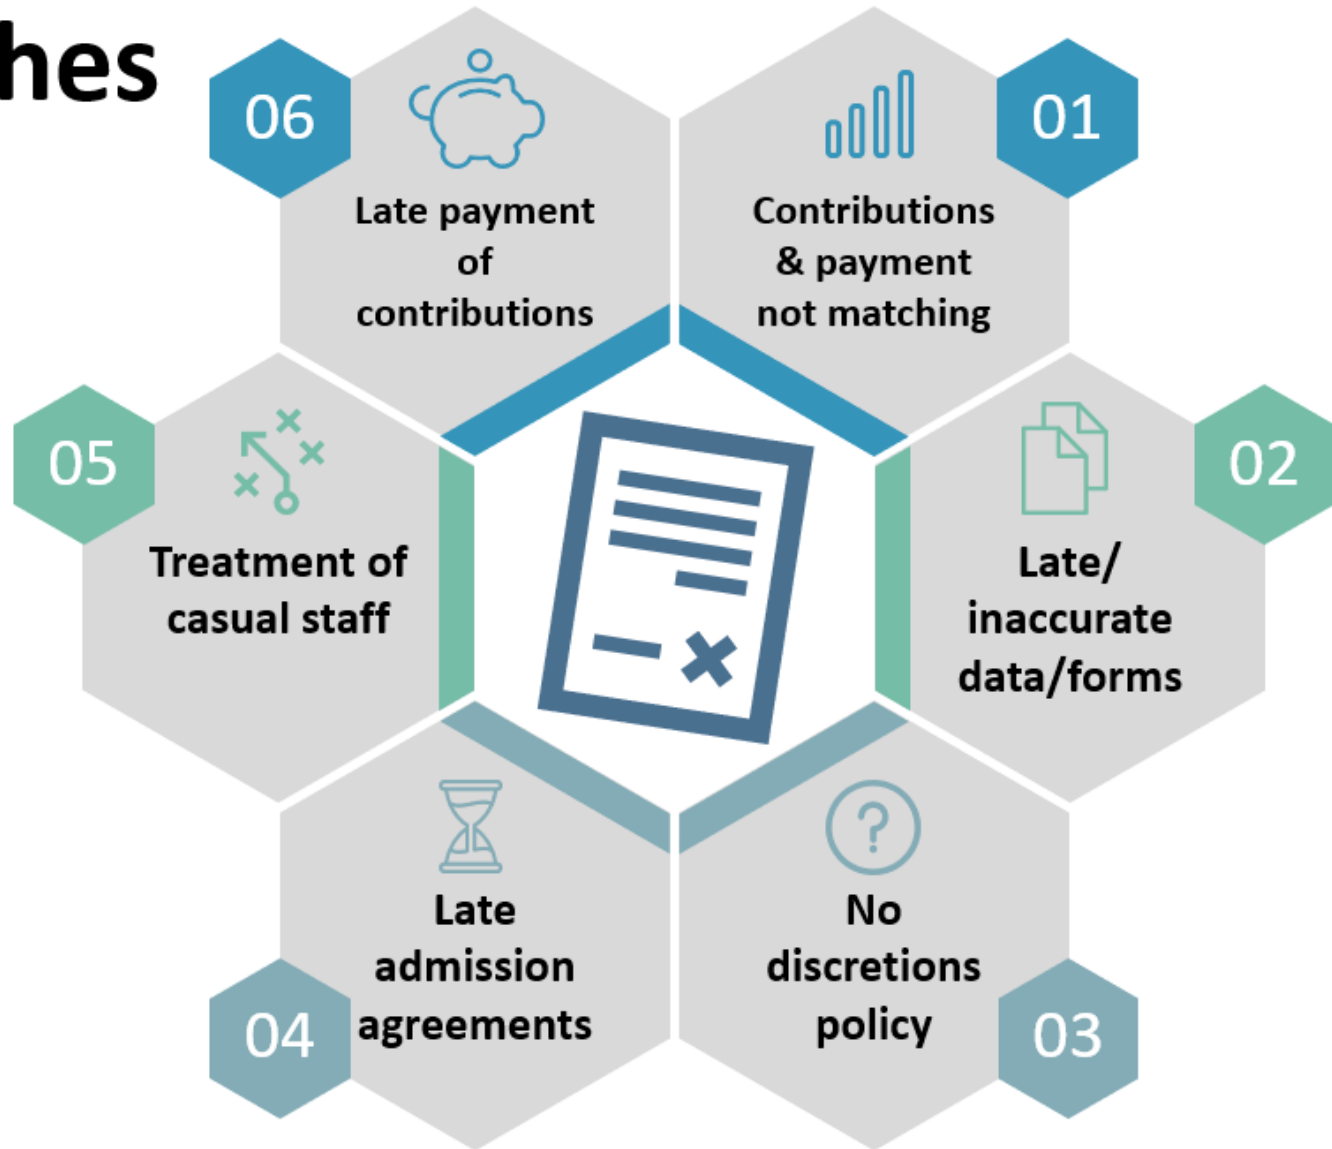 hes
01
Contributions
& payment
not matching
02
Late/
inaccurate
data/forms
03
No
discretions
policy
04
Late
admission
agreements
05
Treatment of
casual staff
06
Late payment
of
contributions